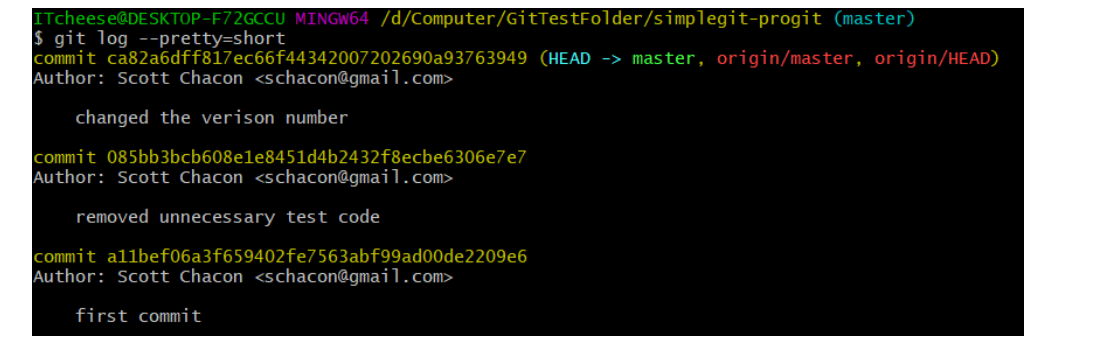 ITcheese@DESKTOP-F72GCCU MINGW64 /d/Computer/GitTestFolder/simplegit-progit (master)
$ git log --pretty=short
commit ca82a6dff817ec66f44342007202690a93763949 (HEAD -> master, origin/master, origin/HEAD)
Author: Scott Chacon <schacon@gmail.com>
changed the verison number
commit 085bb3bcb608e1e8451d4b2432f8ecbe6306e7e7
Author: Scott Chacon <schacon@gmail.com>
removed unnecessary test code
commit a11bef06a3f659402fe7563abf99ad00de2209e6
Author: Scott Chacon <schacon@gmail.com>
first commit